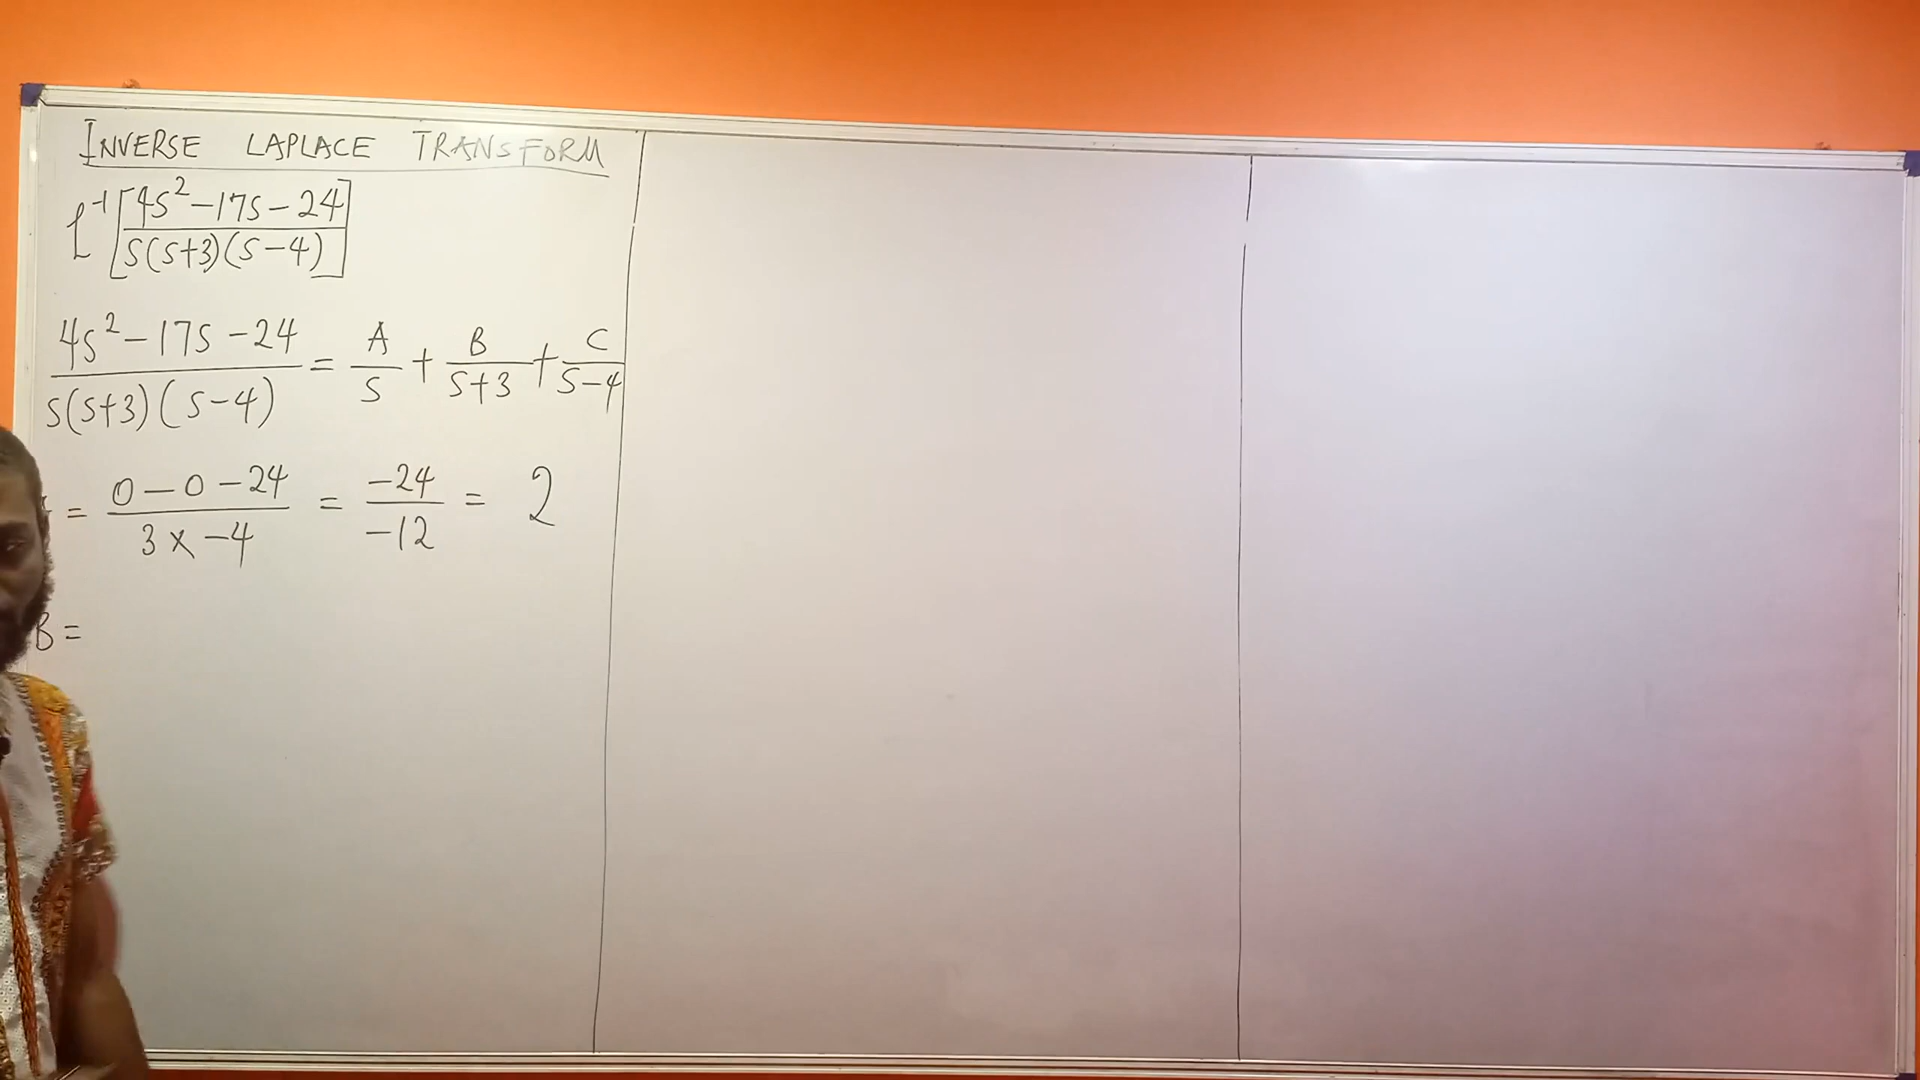 INVERSE LAPLACE TRANSFORM
L⁻¹[(4s²-17s-24)/(s(s+3)(s-4))]
(4s²-17s-24)/(s(s+3)(s-4)) = A/s + B/(s+3) + C/(s-4)
= (0-0-24)/(3x-4) = -24/-12 = 2
B =